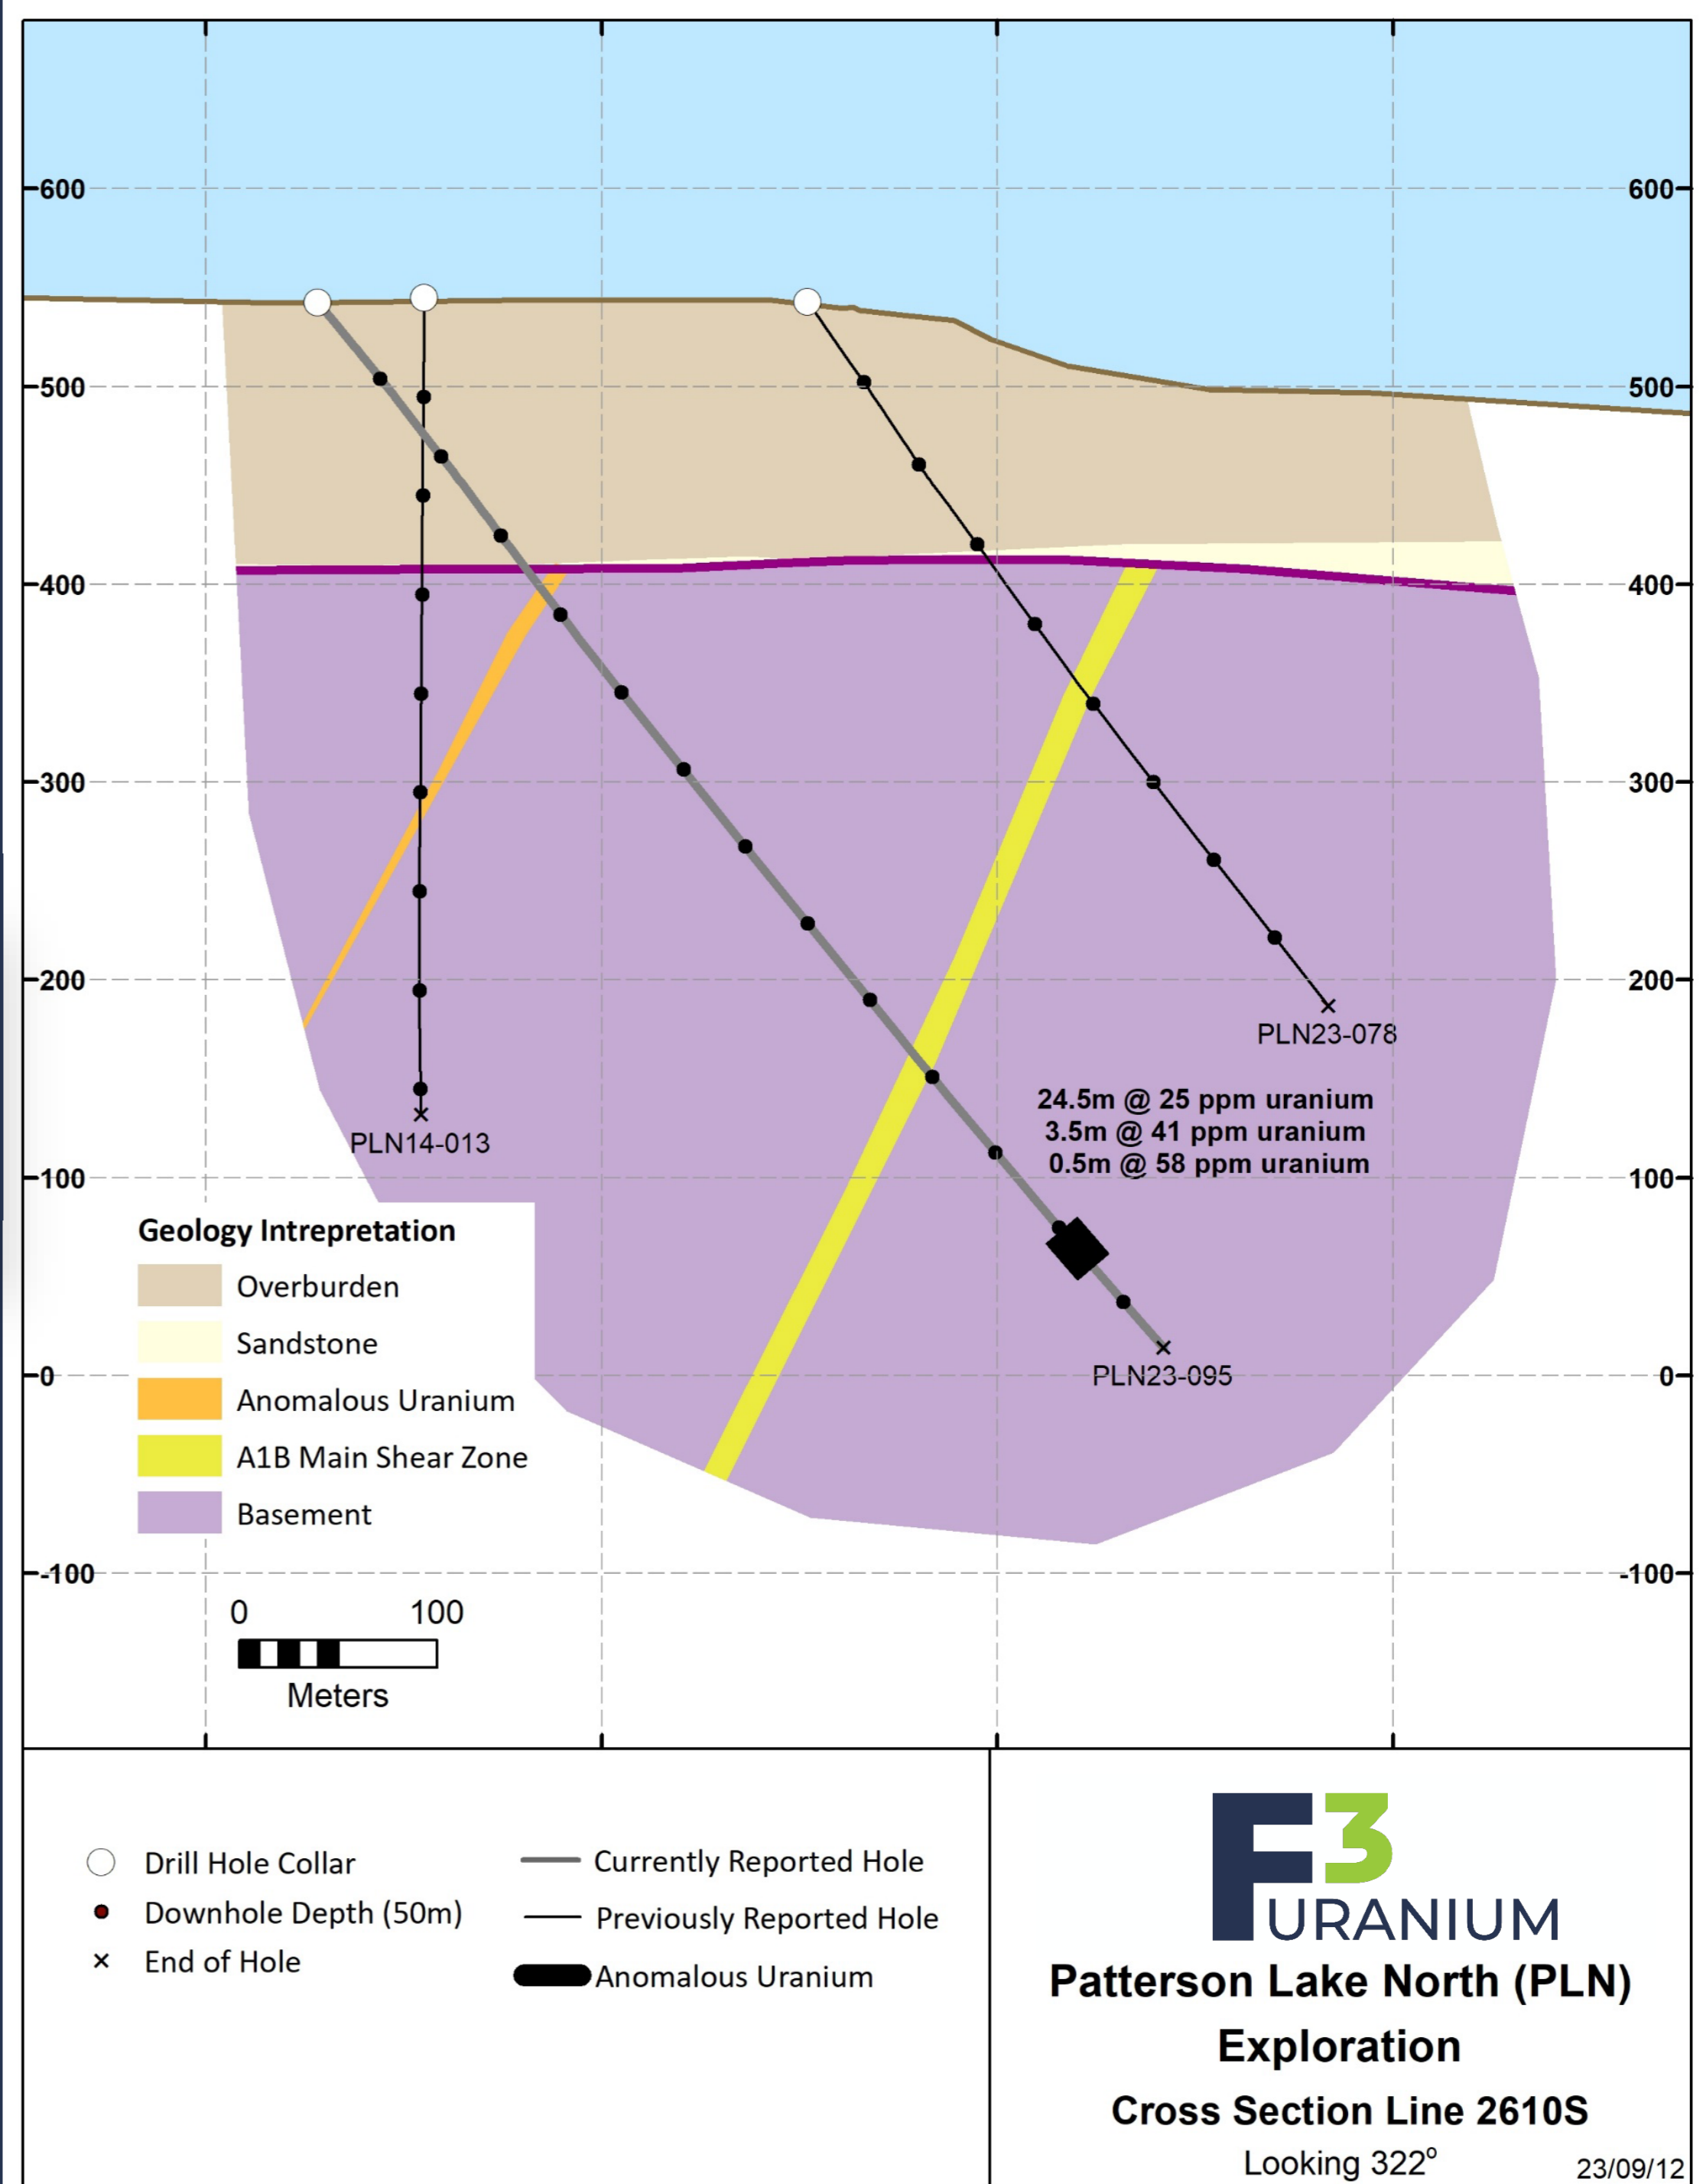 600
600
500
500
400
400
300
300
200
200
PLN23-078
24.5m @ 25 ppm uranium
3.5m @ 41 ppm uranium
0.5m @ 58 ppm uranium
PLN14-013
100
100
Geology Intrepretation
Overburden
Sandstone
Anomalous Uranium
A1B Main Shear Zone
Basement
0
0
PLN23-095
-100
-100
0 100
Meters
Drill Hole Collar
Downhole Depth (50m)
End of Hole
Currently Reported Hole
Previously Reported Hole
Anomalous Uranium
F3
URANIUM
Patterson Lake North (PLN)
Exploration
Cross Section Line 2610S
Looking 322°
23/09/12